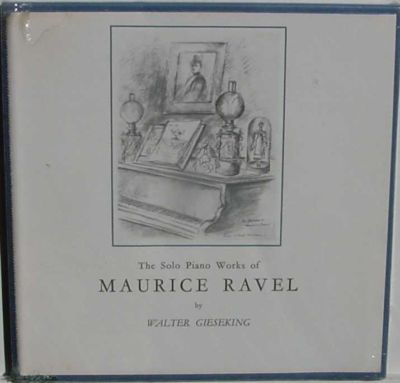 The Solo Piano Works of
MAURICE RAVEL
by
WALTER GIESEKING